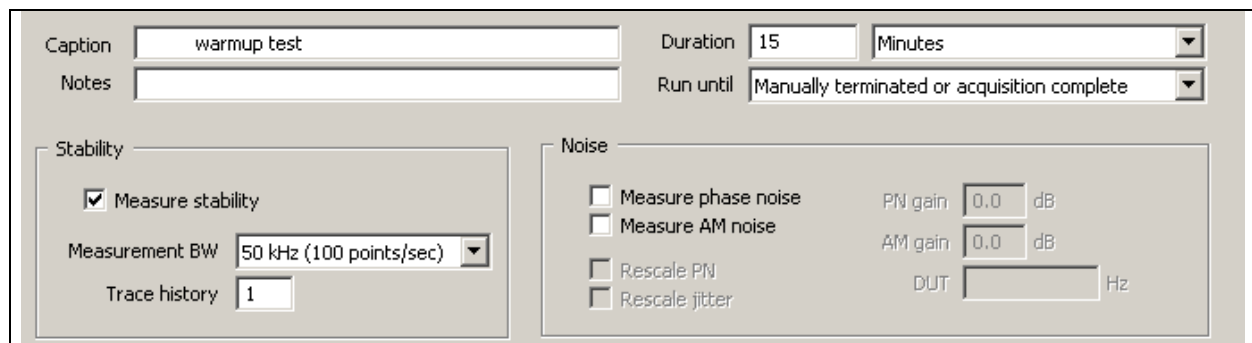 Caption warmup test Duration 15 Minutes
Notes Run until Manually terminated or acquisition complete
Stability Noise
Measure stability Measure phase noise PN gain 0.0 dB
Measure AM noise AM gain 0.0 dB
Measurement BW 50 kHz (100 points/sec)
Rescale PN DUT Hz
Trace history 1 Rescale jitter